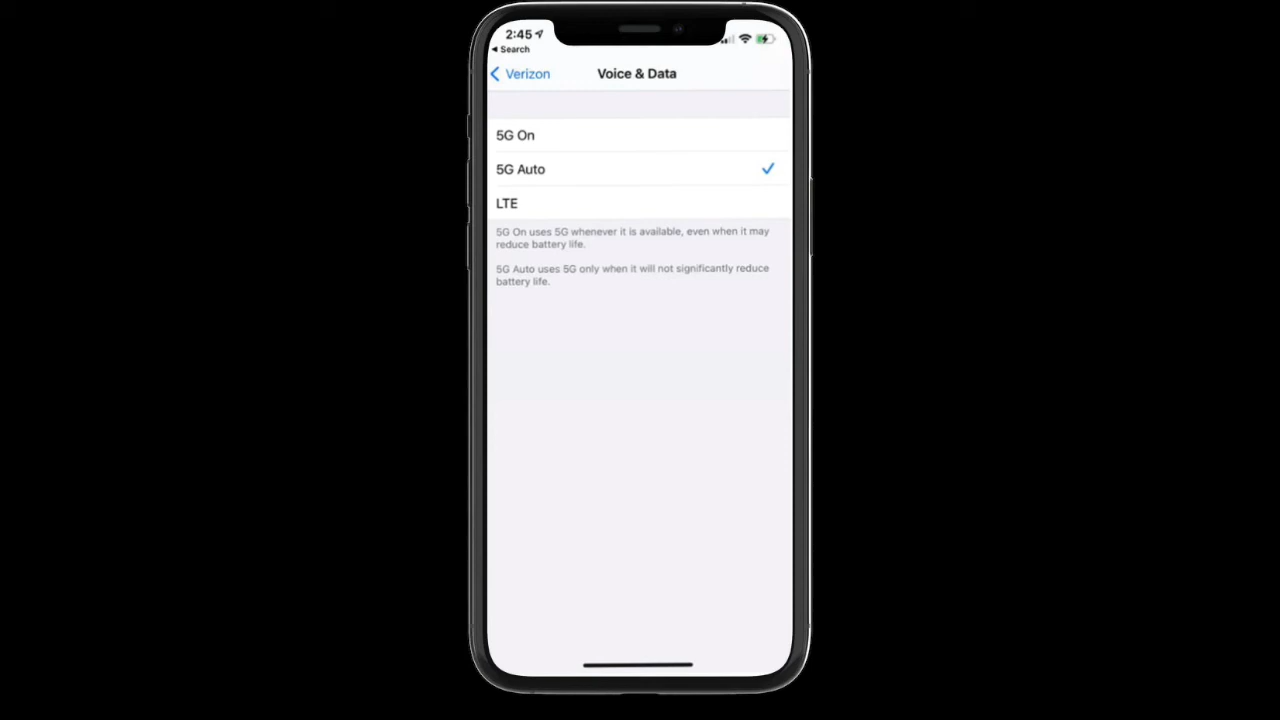 2:45
Search
Verizon
Voice & Data
5G On
5G Auto
LTE
5G On uses 5G whenever it is available, even when it may
reduce battery life.
5G Auto uses 5G only when it will not significantly reduce
battery life.